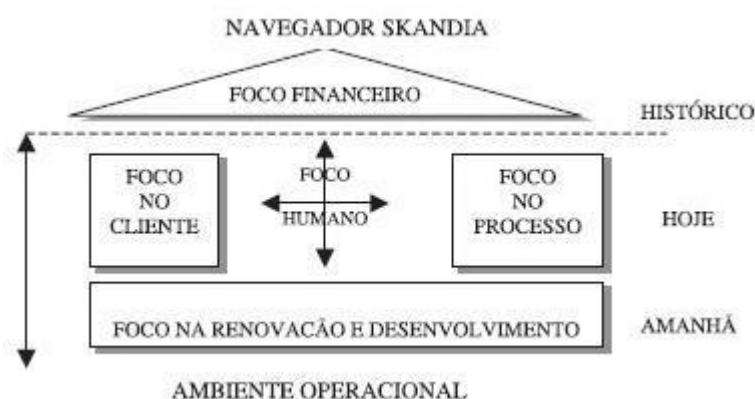 NAVEGADOR SKANDIA
FOCO FINANCEIRO
HISTÓRICO
FOCO
NO
CLIENTE
FOCO
HUMANO
FOCO
NO
PROCESSO
HOJE
FOCO NA RENOVACÃO E DESENVOLVIMENTO
AMANHÃ
AMBIENTE OPERACIONAL